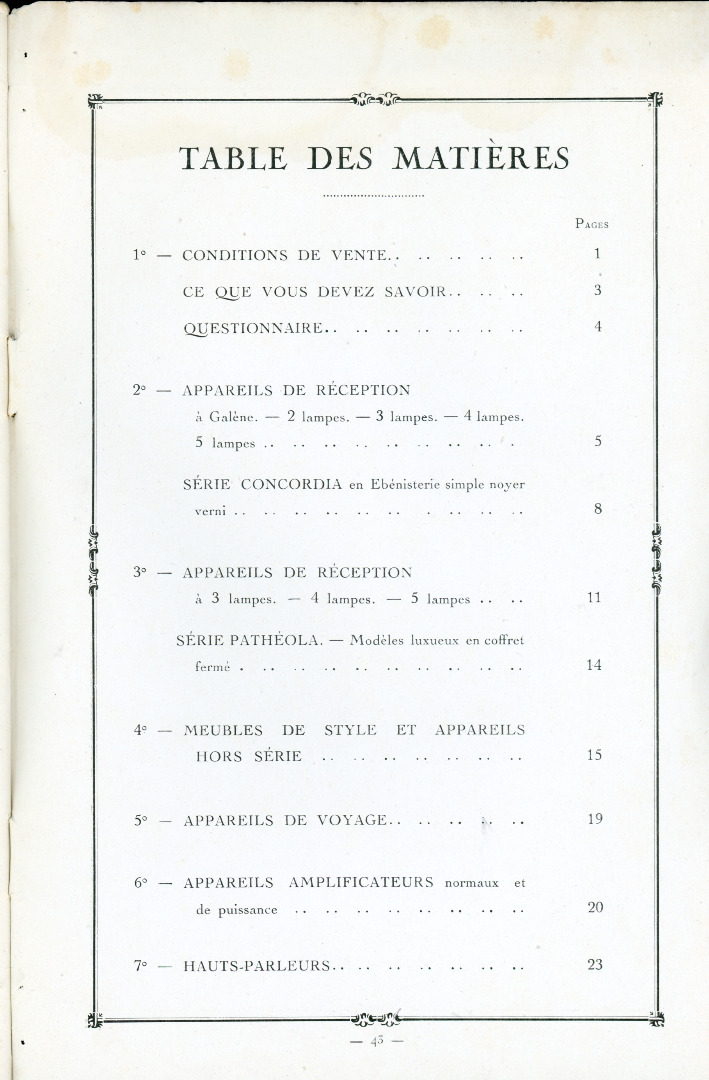 TABLE DES MATIÈRES
PAGES
1° — CONDITIONS DE VENTE.. .. .. .. .. 1
CE QUE VOUS DEVEZ SAVOIR.. .. .. 3
QUESTIONNAIRE.. .. .. .. .. .. .. 4
2° — APPAREILS DE RÉCEPTION
à Galène. — 2 lampes. — 3 lampes. — 4 lampes.
5 lampes .. .. .. .. .. .. .. .. . 5
SÉRIE CONCORDIA en Ebénisterie simple noyer
verni .. .. .. .. .. .. . .. .. .. 8
3° — APPAREILS DE RÉCEPTION
à 3 lampes. — 4 lampes. — 5 lampes .. .. 11
SÉRIE PATHÉOLA. — Modèles luxueux en coffret
fermé . .. .. .. .. .. .. .. .. .. 14
4° — MEUBLES DE STYLE ET APPAREILS
HORS SÉRIE .. .. .. .. .. .. .. 15
5° — APPAREILS DE VOYAGE.. .. .. .. .. 19
6° — APPAREILS AMPLIFICATEURS normaux et
de puissance .. .. .. .. .. .. .. .. 20
7° — HAUTS-PARLEURS.. .. .. .. .. .. .. 23
— 43 —